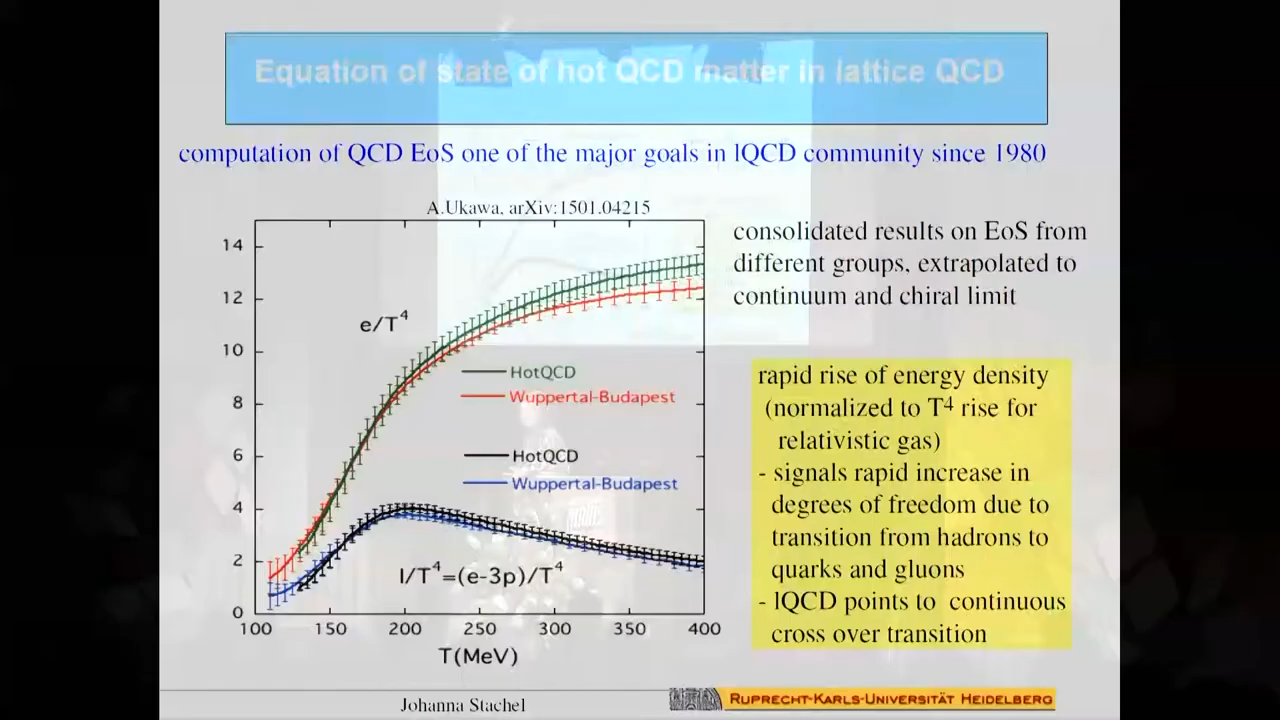 Equation of state of hot QCD matter in lattice QCD
computation of QCD EoS one of the major goals in lQCD community since 1980
A.Ukawa, arXiv:1501.04215
consolidated results on EoS from
different groups, extrapolated to
continuum and chiral limit
14
12
10
8
6
4
2
0
e/T⁴
HotQCD
Wuppertal-Budapest
HotQCD
Wuppertal-Budapest
I/T⁴=(e-3p)/T⁴
100 150 200 250 300 350 400
T(MeV)
rapid rise of energy density
(normalized to T⁴ rise for
relativistic gas)
- signals rapid increase in
degrees of freedom due to
transition from hadrons to
quarks and gluons
- lQCD points to continuous
cross over transition
Johanna Stachel
RUPRECHT-KARLS-UNIVERSITÄT HEIDELBERG